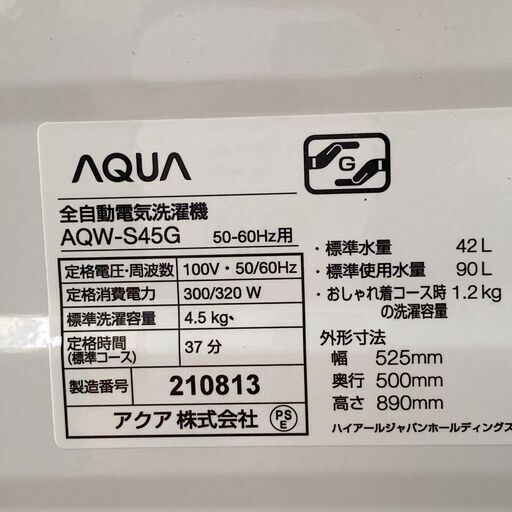 AQUA
G
全自動電気洗濯機
AQW-S45G 50-60Hz用
定格電圧・周波数 100V・50/60Hz
定格消費電力 300/320 W
標準洗濯容量 4.5 kg
定格時間 37 分
(標準コース)
製造番号 210813
アクア 株式会社 PS E
・標準水量 42 L
・標準使用水量 90 L
・おしゃれ着コース時 1.2 kg
の洗濯容量
外形寸法
幅 525mm
奥行 500mm
高さ 890mm
ハイアールジャパンホールディングス